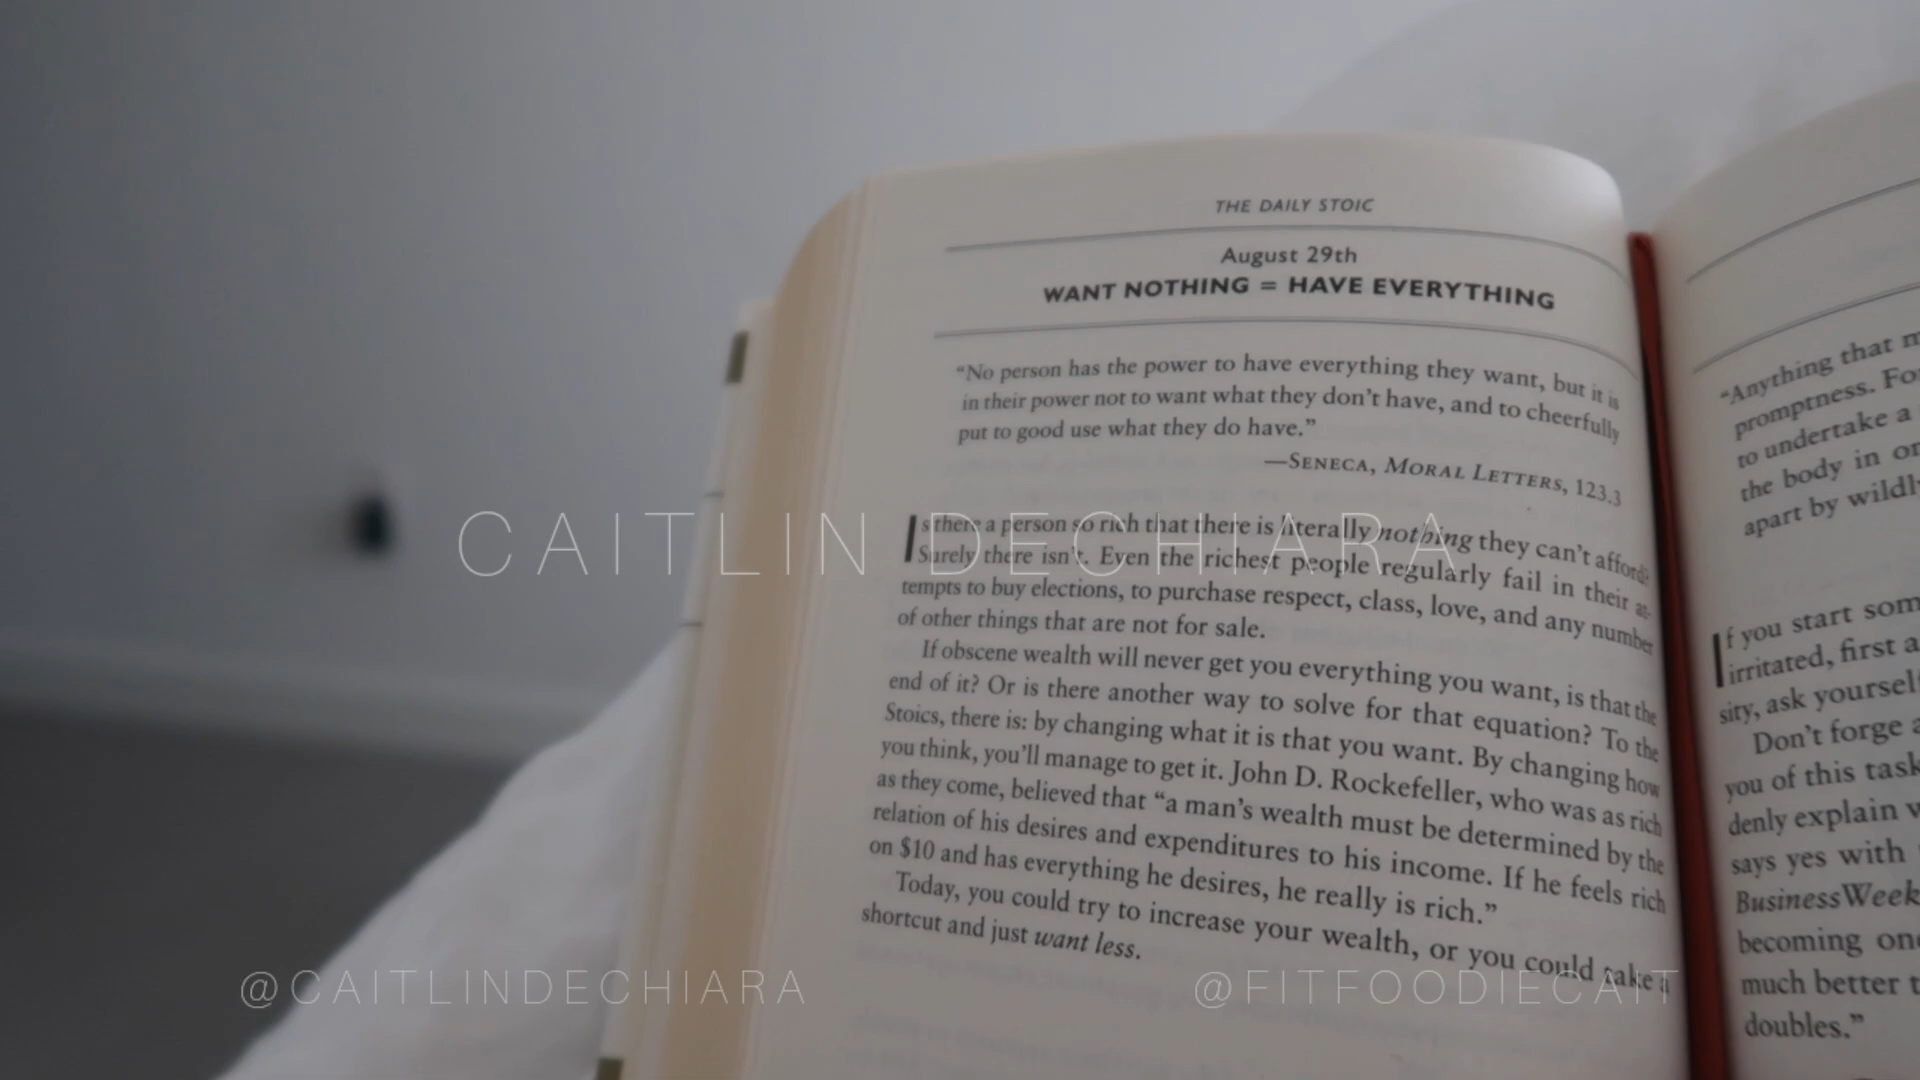 THE DAILY STOIC
August 29th
WANT NOTHING = HAVE EVERYTHING
“No person has the power to have everything they want, but it is
in their power not to want what they don’t have, and to cheerfully
put to good use what they do have.”
—SENECA, MORAL LETTERS, 123.3
Is there a person so rich that there is literally nothing they can’t afford?
Surely there isn’t. Even the richest people regularly fail in their at-
tempts to buy elections, to purchase respect, class, love, and any number
of other things that are not for sale.
If obscene wealth will never get you everything you want, is that the
end of it? Or is there another way to solve for that equation? To the
Stoics, there is: by changing what it is that you want. By changing how
you think, you’ll manage to get it. John D. Rockefeller, who was as rich
as they come, believed that “a man’s wealth must be determined by the
relation of his desires and expenditures to his income. If he feels rich
on $10 and has everything he desires, he really is rich.”
Today, you could try to increase your wealth, or you could take a
shortcut and just want less.
“Anything that
promptness. For
to undertake a
the body in
apart by
If you start
irritated, first
sity, ask
Don’t forge
you of this task
denly explain
says yes with
BusinessWeek
becoming
much better
doubles.”
CAITLIN DECHIARA
@CAITLINDECHIARA
@FITFOODIECAIT